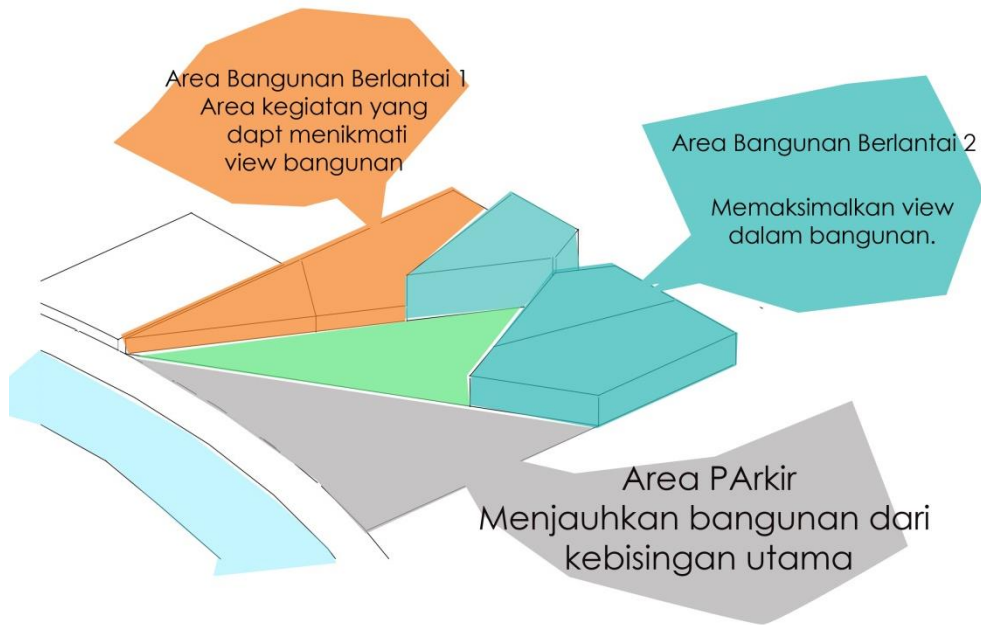 Area Bangunan Berlantai 1
Area kegiatan yang
dapt menikmati
view bangunan
Area Bangunan Berlantai 2
Memaksimalkan view
dalam bangunan.
Area PArkir
Menjauhkan bangunan dari
kebisingan utama